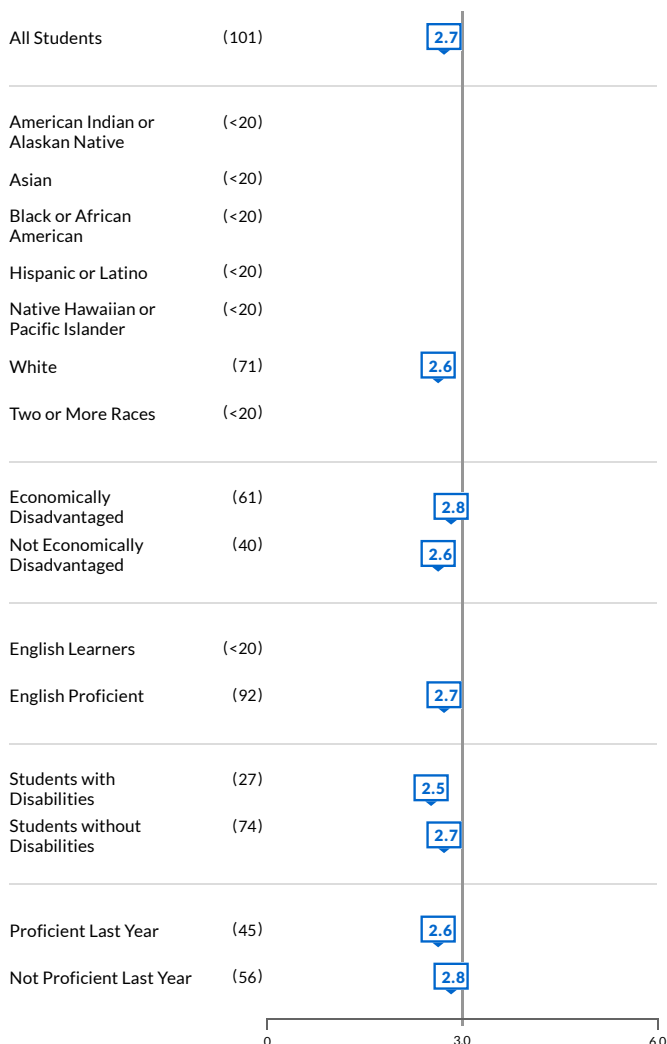 All Students (101) 2.7
American Indian or (<20)
Alaskan Native
Asian (<20)
Black or African (<20)
American
Hispanic or Latino (<20)
Native Hawaiian or (<20)
Pacific Islander
White (71) 2.6
Two or More Races (<20)
Economically (61) 2.8
Disadvantaged
Not Economically (40) 2.6
Disadvantaged
English Learners (<20)
English Proficient (92) 2.7
Students with (27) 2.5
Disabilities
Students without (74) 2.7
Disabilities
Proficient Last Year (45) 2.6
Not Proficient Last Year (56) 2.8
0 3.0 6.0